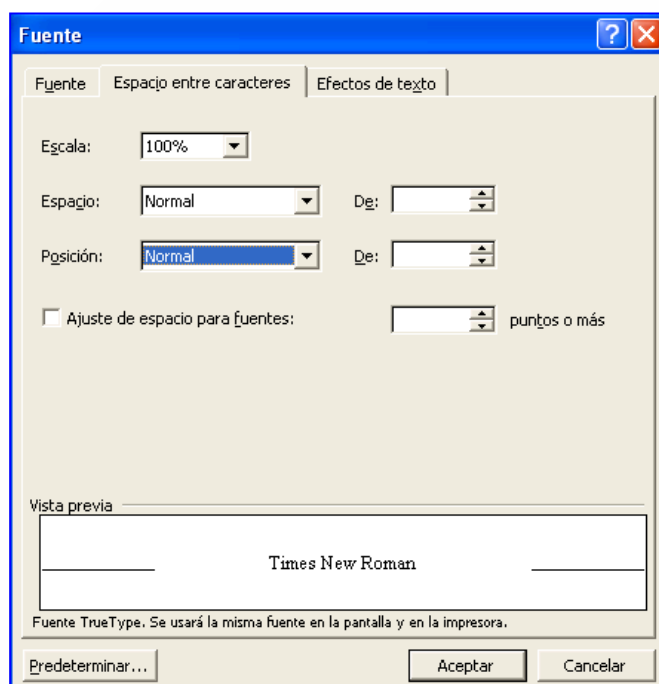 Fuente
Fuente Espacio entre caracteres Efectos de texto
Escala: 100%
Espacio: Normal De:
Posición: Normal De:
Ajuste de espacio para fuentes: puntos o más
Vista previa
Times New Roman
Fuente TrueType. Se usará la misma fuente en la pantalla y en la impresora.
Predeterminar... Aceptar Cancelar